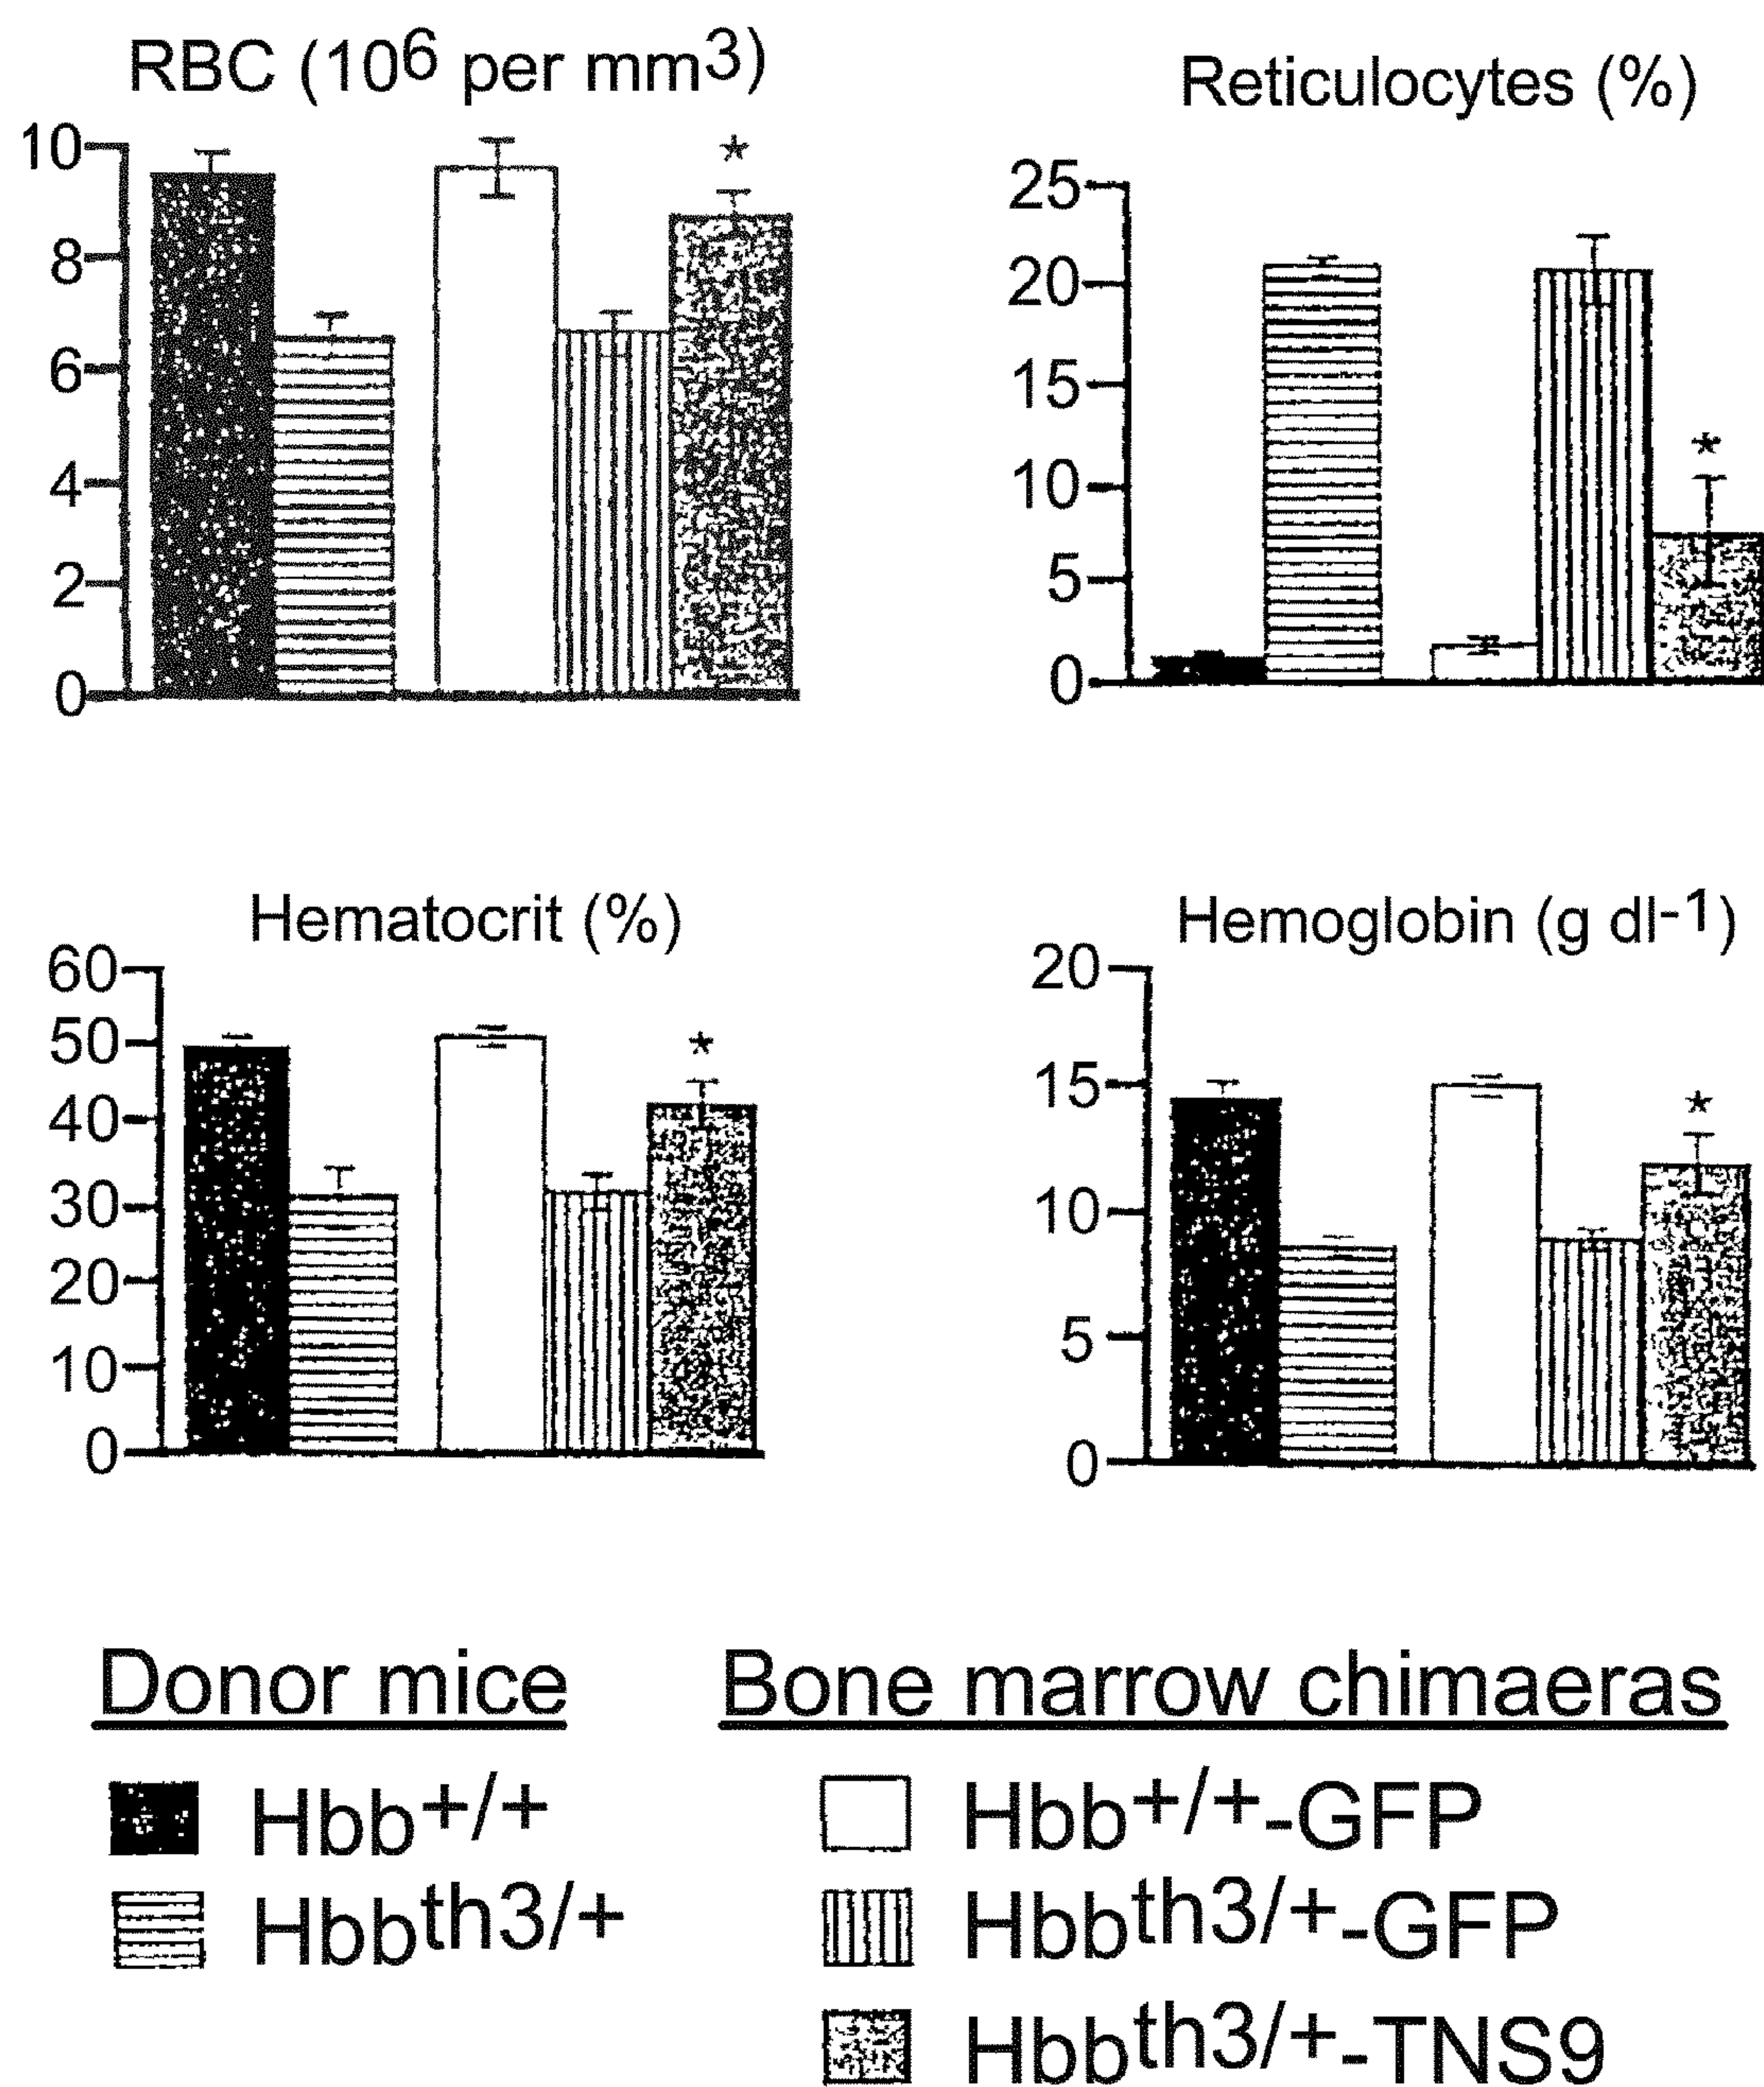 RBC (10⁶ per mm³)
10
8
6
4
2
0
*
Reticulocytes (%)
25
20
15
10
5
0
*
Hematocrit (%)
60
50
40
30
20
10
0
*
Hemoglobin (g dl⁻¹)
20
15
10
5
0
*
Donor mice
Hbb+/+
Hbbth3/+
Bone marrow chimaeras
Hbb+/+-GFP
Hbbth3/+-GFP
Hbbth3/+-TNS9